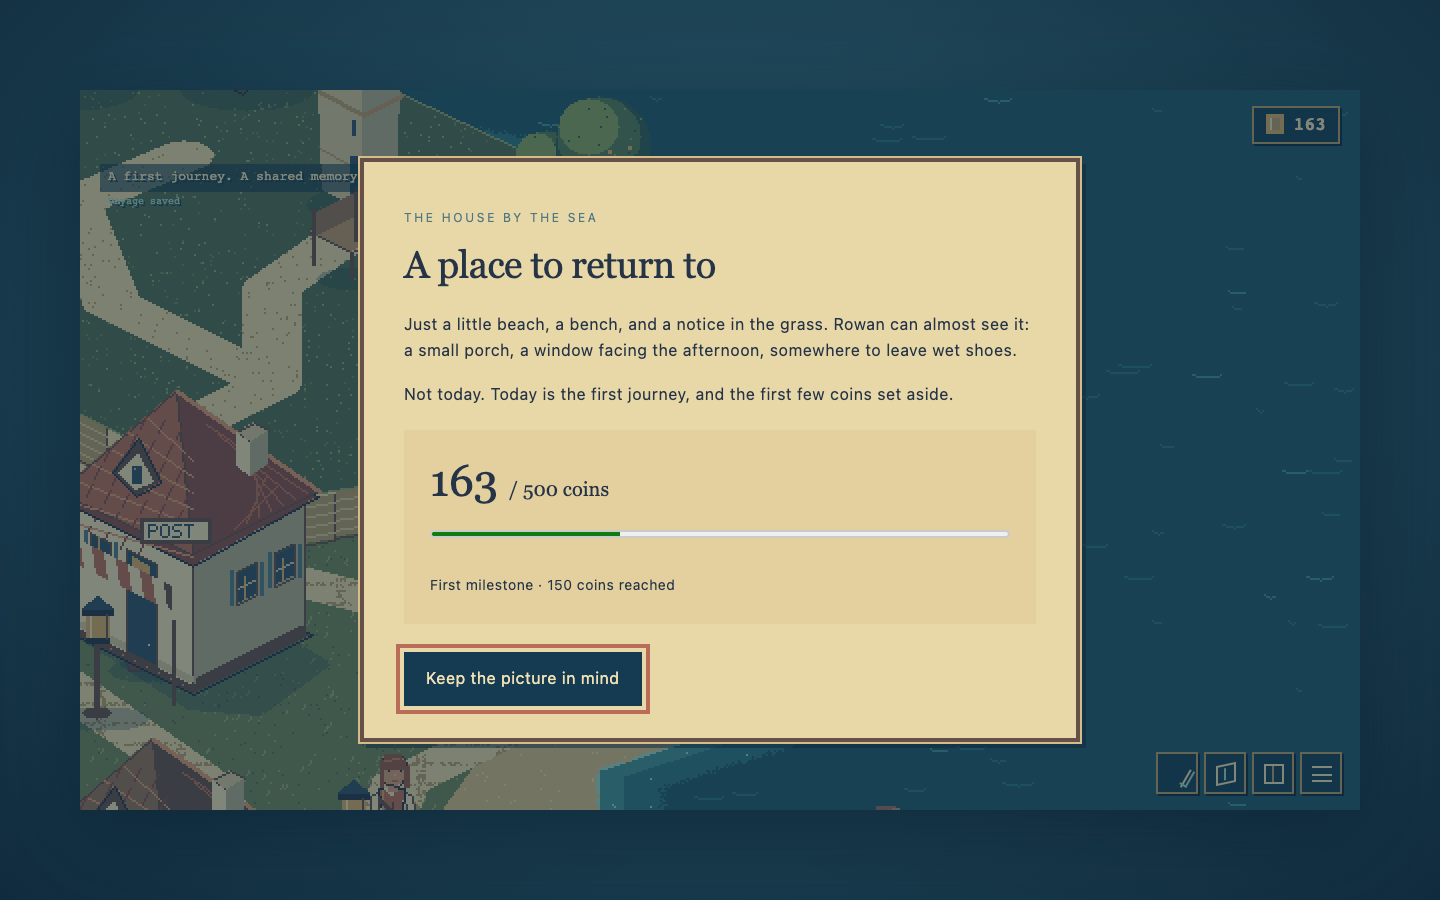 163
A first journey. A shared memory
Voyage saved
THE HOUSE BY THE SEA
A place to return to
Just a little beach, a bench, and a notice in the grass. Rowan can almost see it:
a small porch, a window facing the afternoon, somewhere to leave wet shoes.
Not today. Today is the first journey, and the first few coins set aside.
163 / 500 coins
First milestone · 150 coins reached
Keep the picture in mind
POST